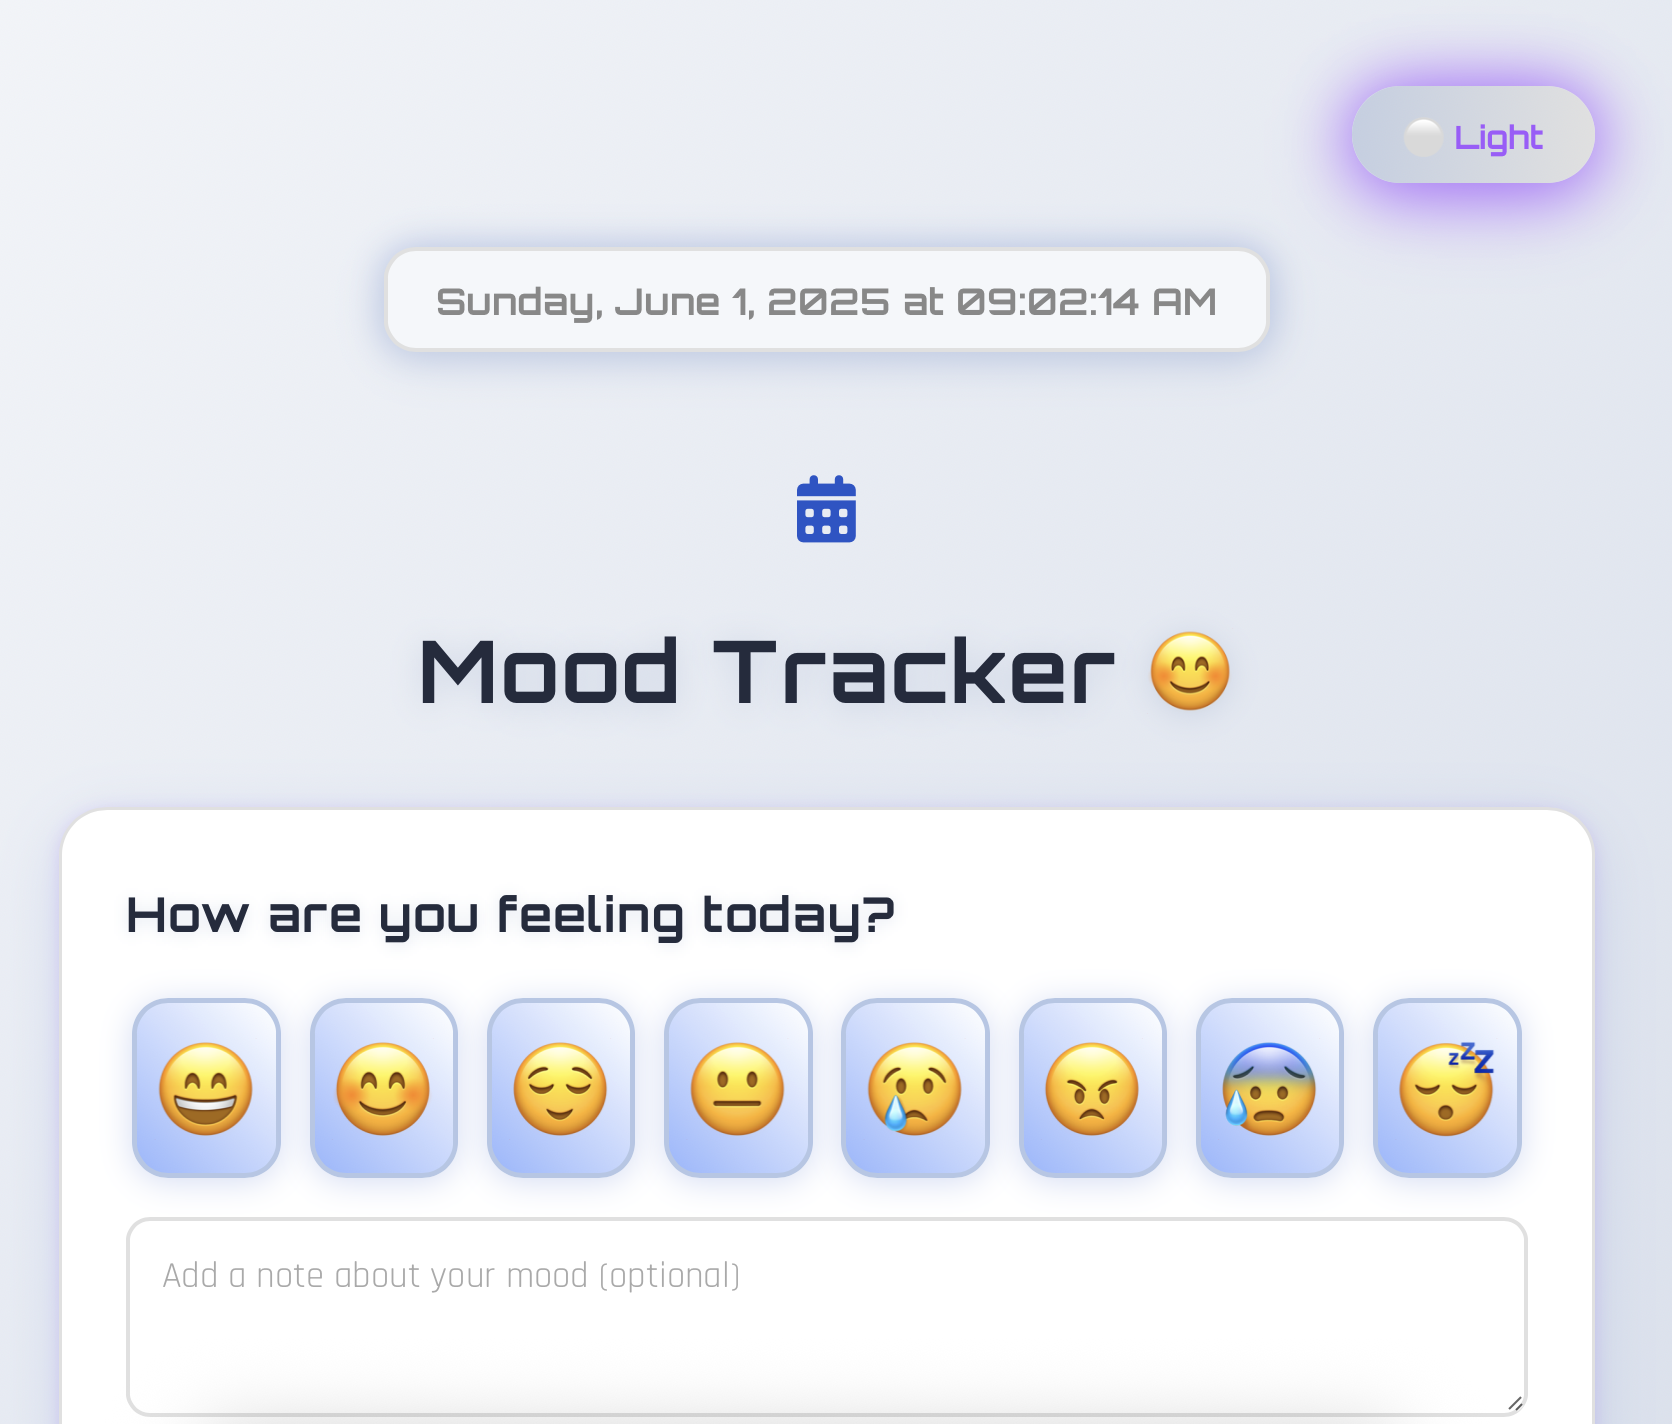 Light
Sunday, June 1, 2025 at 09:02:14 AM
Mood Tracker 😊
How are you feeling today?
Add a note about your mood (optional)